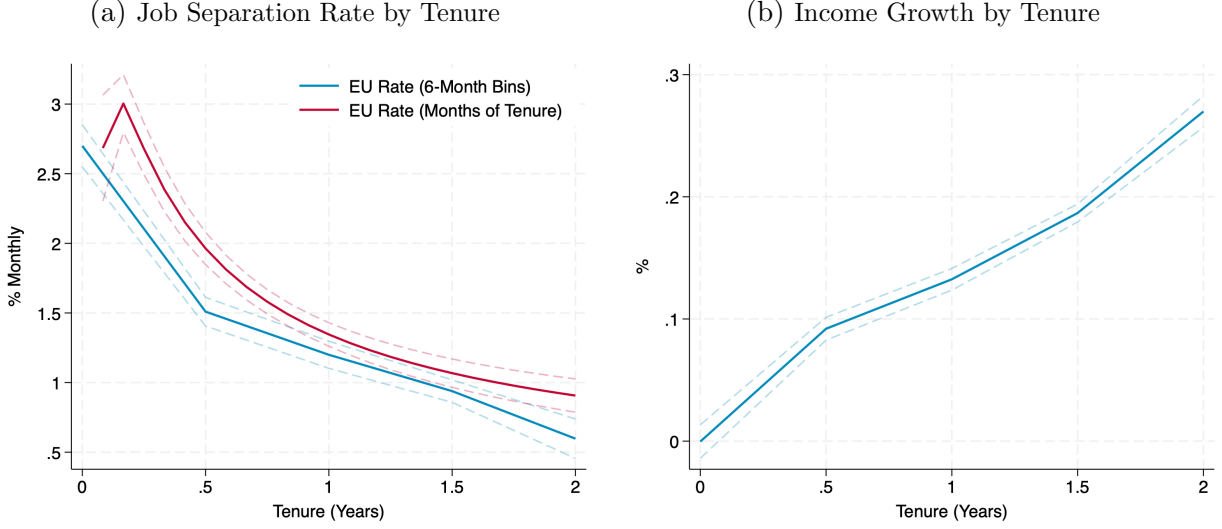 (a) Job Separation Rate by Tenure
EU Rate (6-Month Bins)
EU Rate (Months of Tenure)
% Monthly
3
2.5
2
1.5
1
.5
0 .5 1 1.5 2
Tenure (Years)
(b) Income Growth by Tenure
%
.3
.2
.1
0
0 .5 1 1.5 2
Tenure (Years)